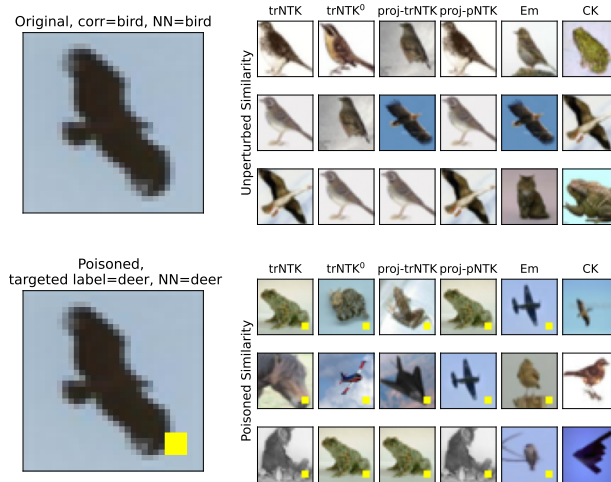 Original, corr=bird, NN=bird
trNTK trNTK⁰ proj-trNTK proj-pNTK Em CK
Unperturbed Similarity
Poisoned,
targeted label=deer, NN=deer
trNTK trNTK⁰ proj-trNTK proj-pNTK Em CK
Poisoned Similarity